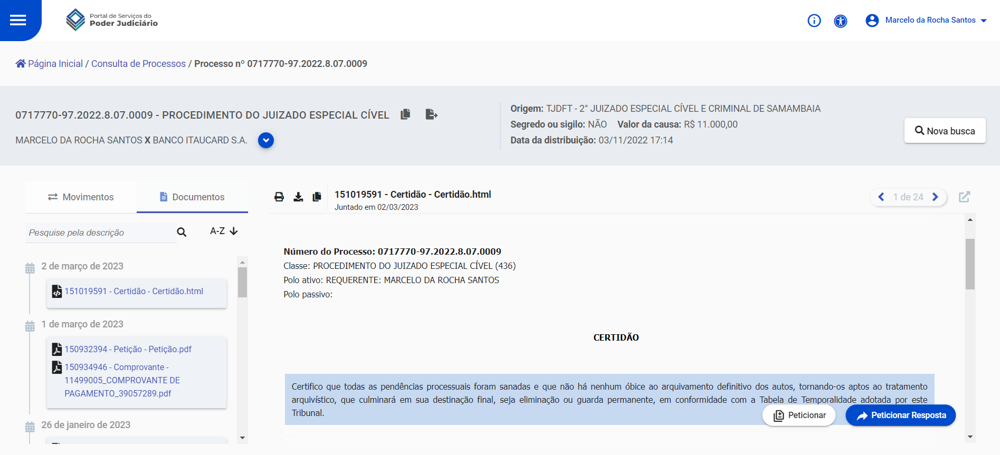 Portal de Serviços do
Poder Judiciário
Marcelo da Rocha Santos
Página Inicial / Consulta de Processos / Processo nº 0717770-97.2022.8.07.0009
0717770-97.2022.8.07.0009 - PROCEDIMENTO DO JUIZADO ESPECIAL CÍVEL
MARCELO DA ROCHA SANTOS X BANCO ITAUCARD S.A.
Origem: TJDFT - 2° JUIZADO ESPECIAL CÍVEL E CRIMINAL DE SAMAMBAIA
Segredo ou sigilo: NÃO Valor da causa: R$ 11.000,00
Data da distribuição: 03/11/2022 17:14
Nova busca
Movimentos
Documentos
Pesquise pela descrição
A-Z
2 de março de 2023
151019591 - Certidão - Certidão.html
1 de março de 2023
150932394 - Petição - Petição.pdf
150934946 - Comprovante -
11499005_COMPROVANTE DE
PAGAMENTO_39057289.pdf
26 de janeiro de 2023
151019591 - Certidão - Certidão.html
Juntado em 02/03/2023
1 de 24
Número do Processo: 0717770-97.2022.8.07.0009
Classe: PROCEDIMENTO DO JUIZADO ESPECIAL CÍVEL (436)
Polo ativo: REQUERENTE: MARCELO DA ROCHA SANTOS
Polo passivo:
CERTIDÃO
Certifico que todas as pendências processuais foram sanadas e que não há nenhum óbice ao arquivamento definitivo dos autos, tornando-os aptos ao tratamento
arquivístico, que culminará em sua destinação final, seja eliminação ou guarda permanente, em conformidade com a Tabela de Temporalidade adotada por este
Tribunal.
Peticionar
Peticionar Resposta